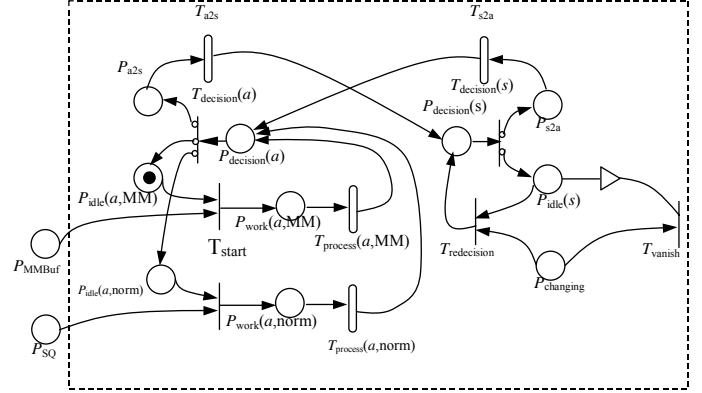 T_a2s
T_s2a
P_a2s
T_decision(a)
T_decision(s)
P_decision(s)
P_s2a
P_decision(a)
P_idle(a,MM)
P_idle(s)
P_work(a,MM)
T_start
T_process(a,MM)
T_redecision
T_vanish
P_MMBuf
P_changing
P_idle(a,norm)
P_work(a,norm)
P_SQ
T_process(a,norm)